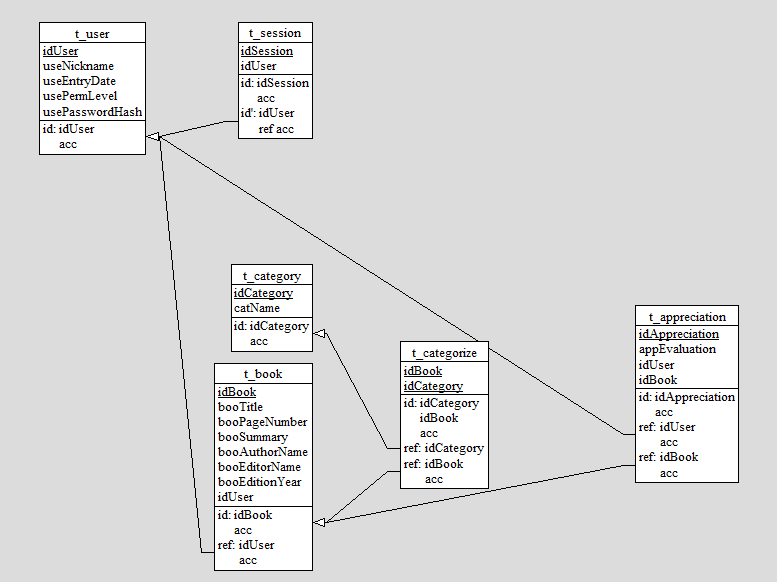 t_user
idUser
useNickname
useEntryDate
usePermLevel
usePasswordHash
id: idUser
acc
t_session
idSession
idUser
id: idSession
acc
id': idUser
ref acc
t_category
idCategory
catName
id: idCategory
acc
t_book
idBook
booTitle
booPageNumber
booSummary
booAuthorName
booEditorName
booEditionYear
idUser
id: idBook
acc
ref: idUser
acc
t_categorize
idBook
idCategory
id: idCategory
idBook
acc
ref: idCategory
ref: idBook
acc
t_appreciation
idAppreciation
appEvaluation
idUser
idBook
id: idAppreciation
acc
ref: idUser
acc
ref: idBook
acc